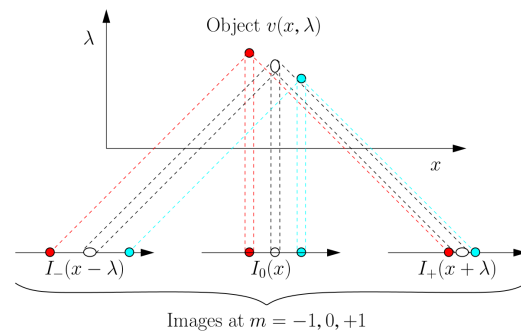 Object v(x, λ)
λ
x
I₋(x − λ) I₀(x) I₊(x + λ)
Images at m = −1, 0, +1